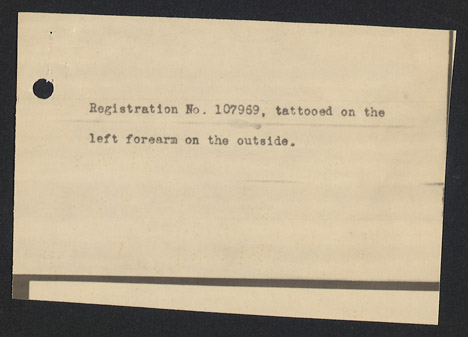 Registration No. 107969, tattooed on the
left forearm on the outside.